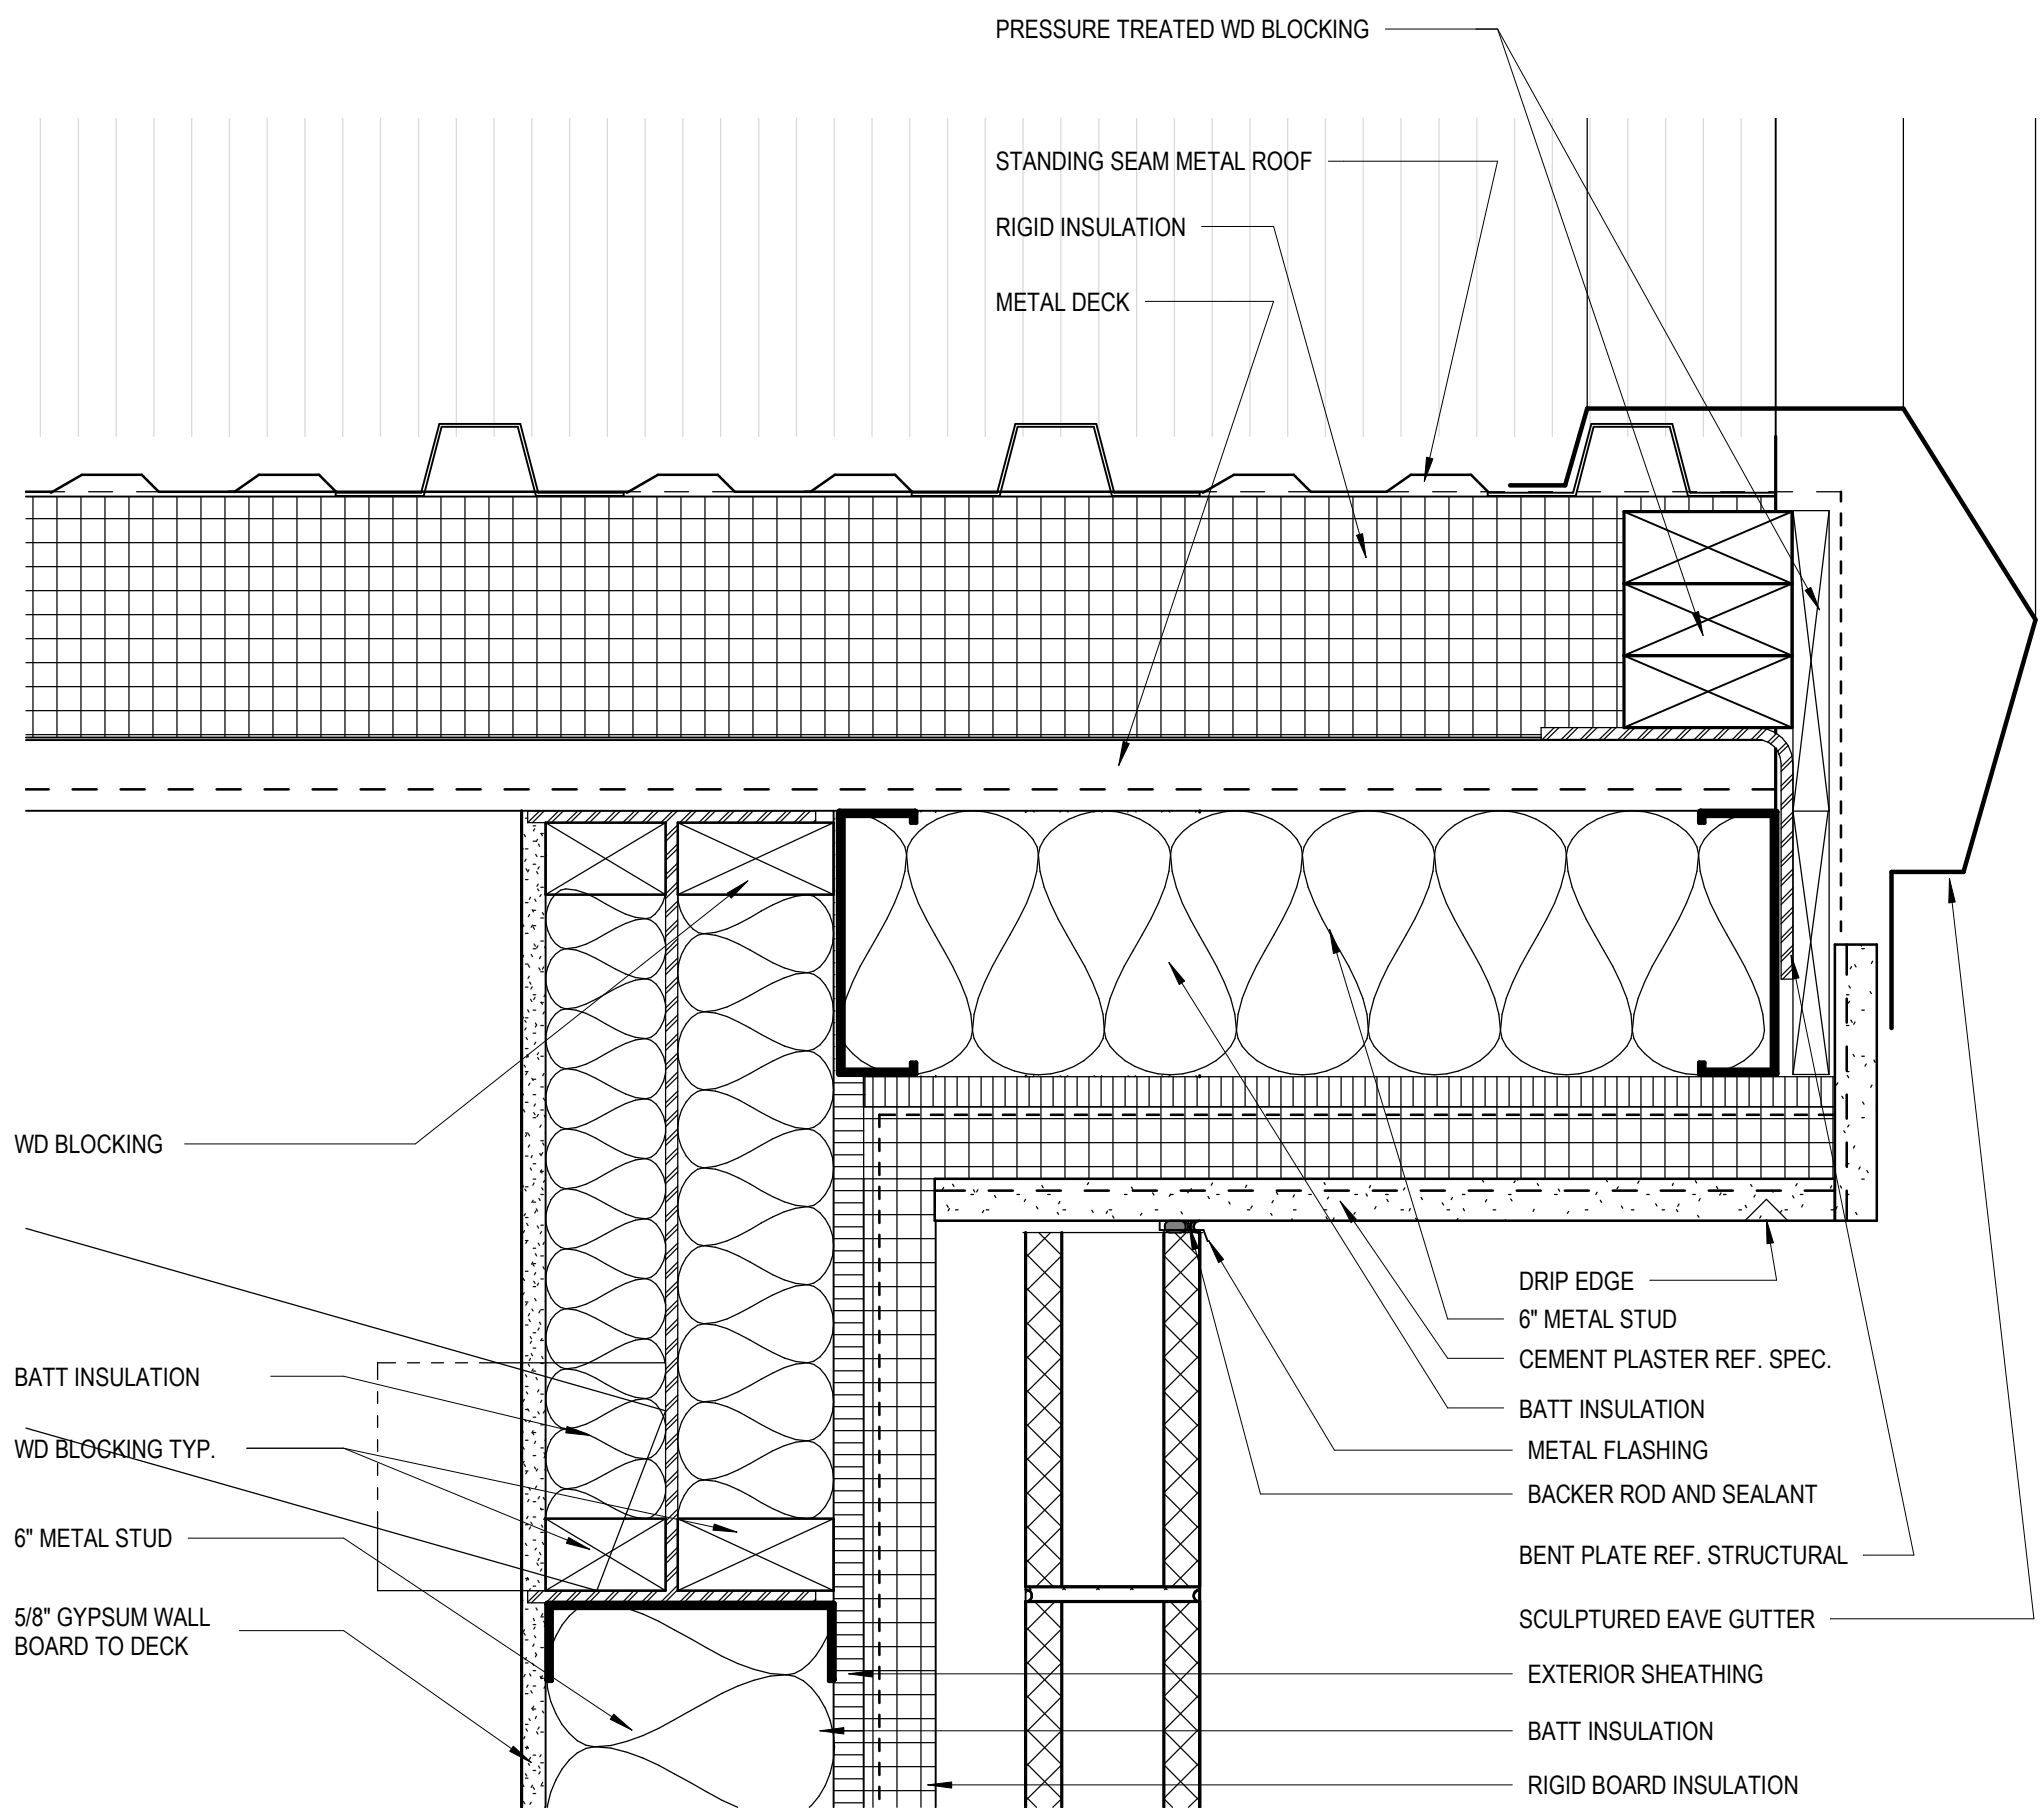 PRESSURE TREATED WD BLOCKING
STANDING SEAM METAL ROOF
RIGID INSULATION
METAL DECK
WD BLOCKING
BATT INSULATION
WD BLOCKING TYP.
6" METAL STUD
5/8" GYPSUM WALL
BOARD TO DECK
DRIP EDGE
6" METAL STUD
CEMENT PLASTER REF. SPEC.
BATT INSULATION
METAL FLASHING
BACKER ROD AND SEALANT
BENT PLATE REF. STRUCTURAL
SCULPTURED EAVE GUTTER
EXTERIOR SHEATHING
BATT INSULATION
RIGID BOARD INSULATION